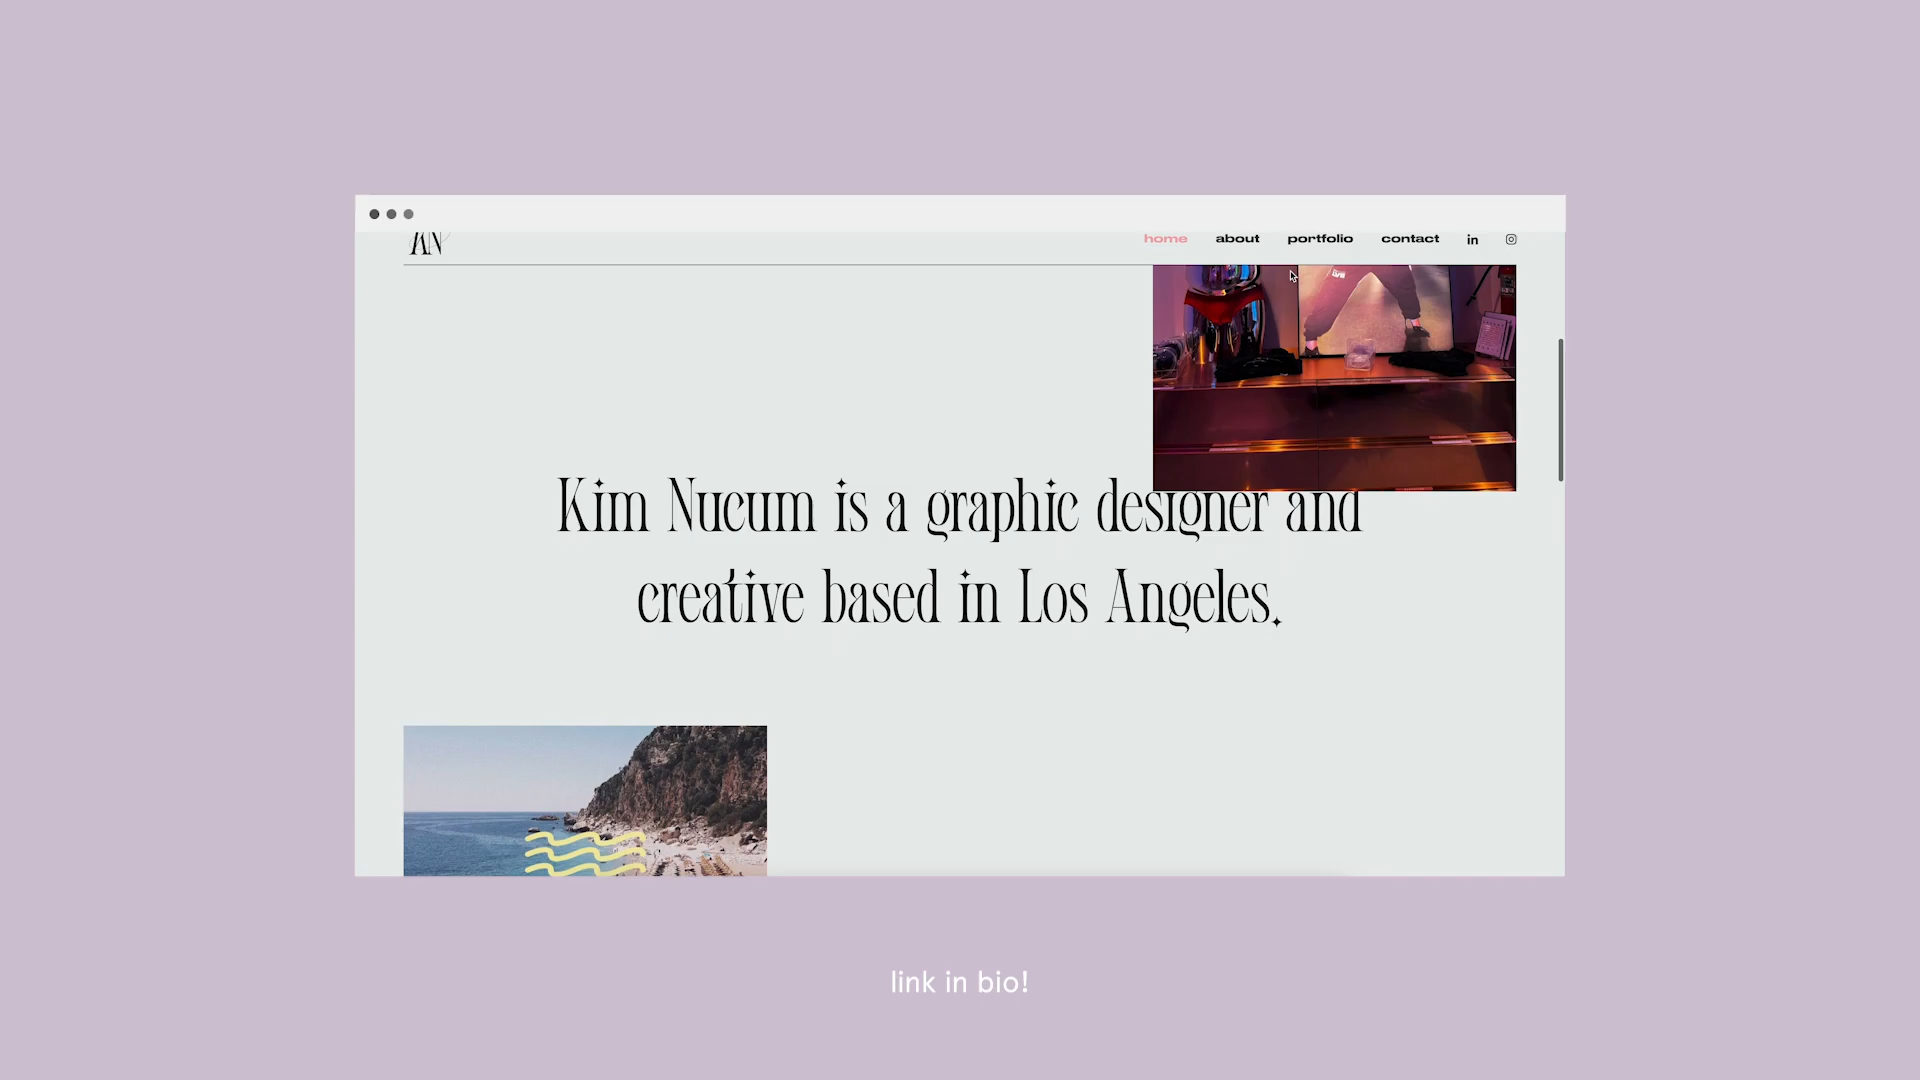 KN
home about portfolio contact in
Kim Nucum is a graphic designer and
creative based in Los Angeles.
link in bio!